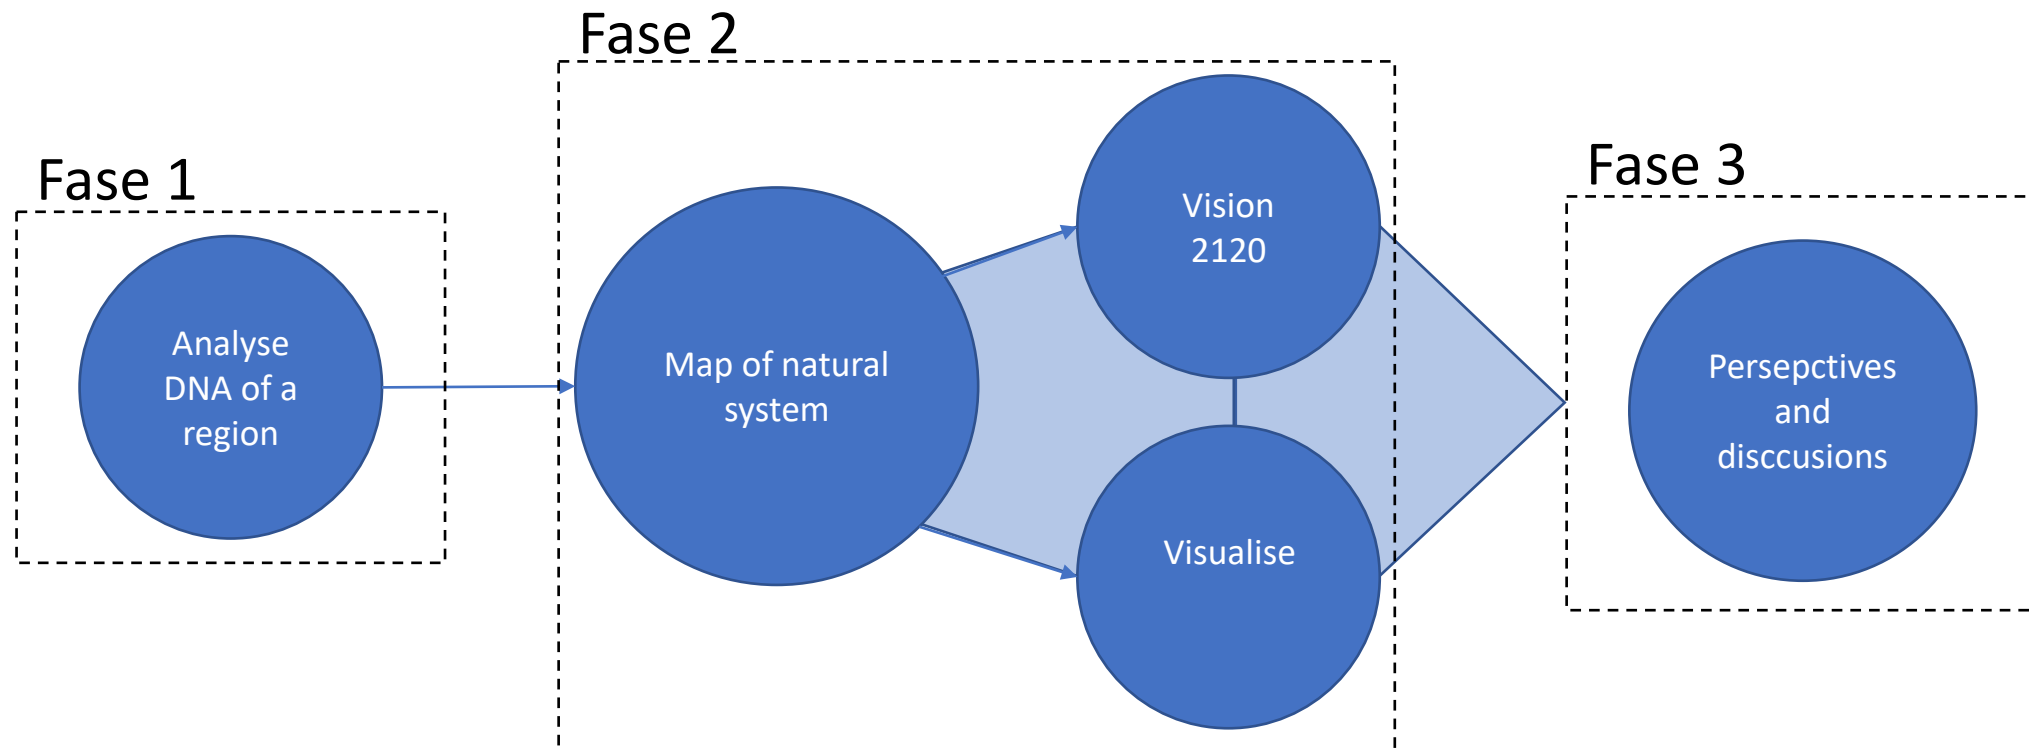 Fase 1
Analyse
DNA of a
region
Fase 2
Map of natural
system
Vision
2120
Visualise
Fase 3
Persepctives
and
disccusions